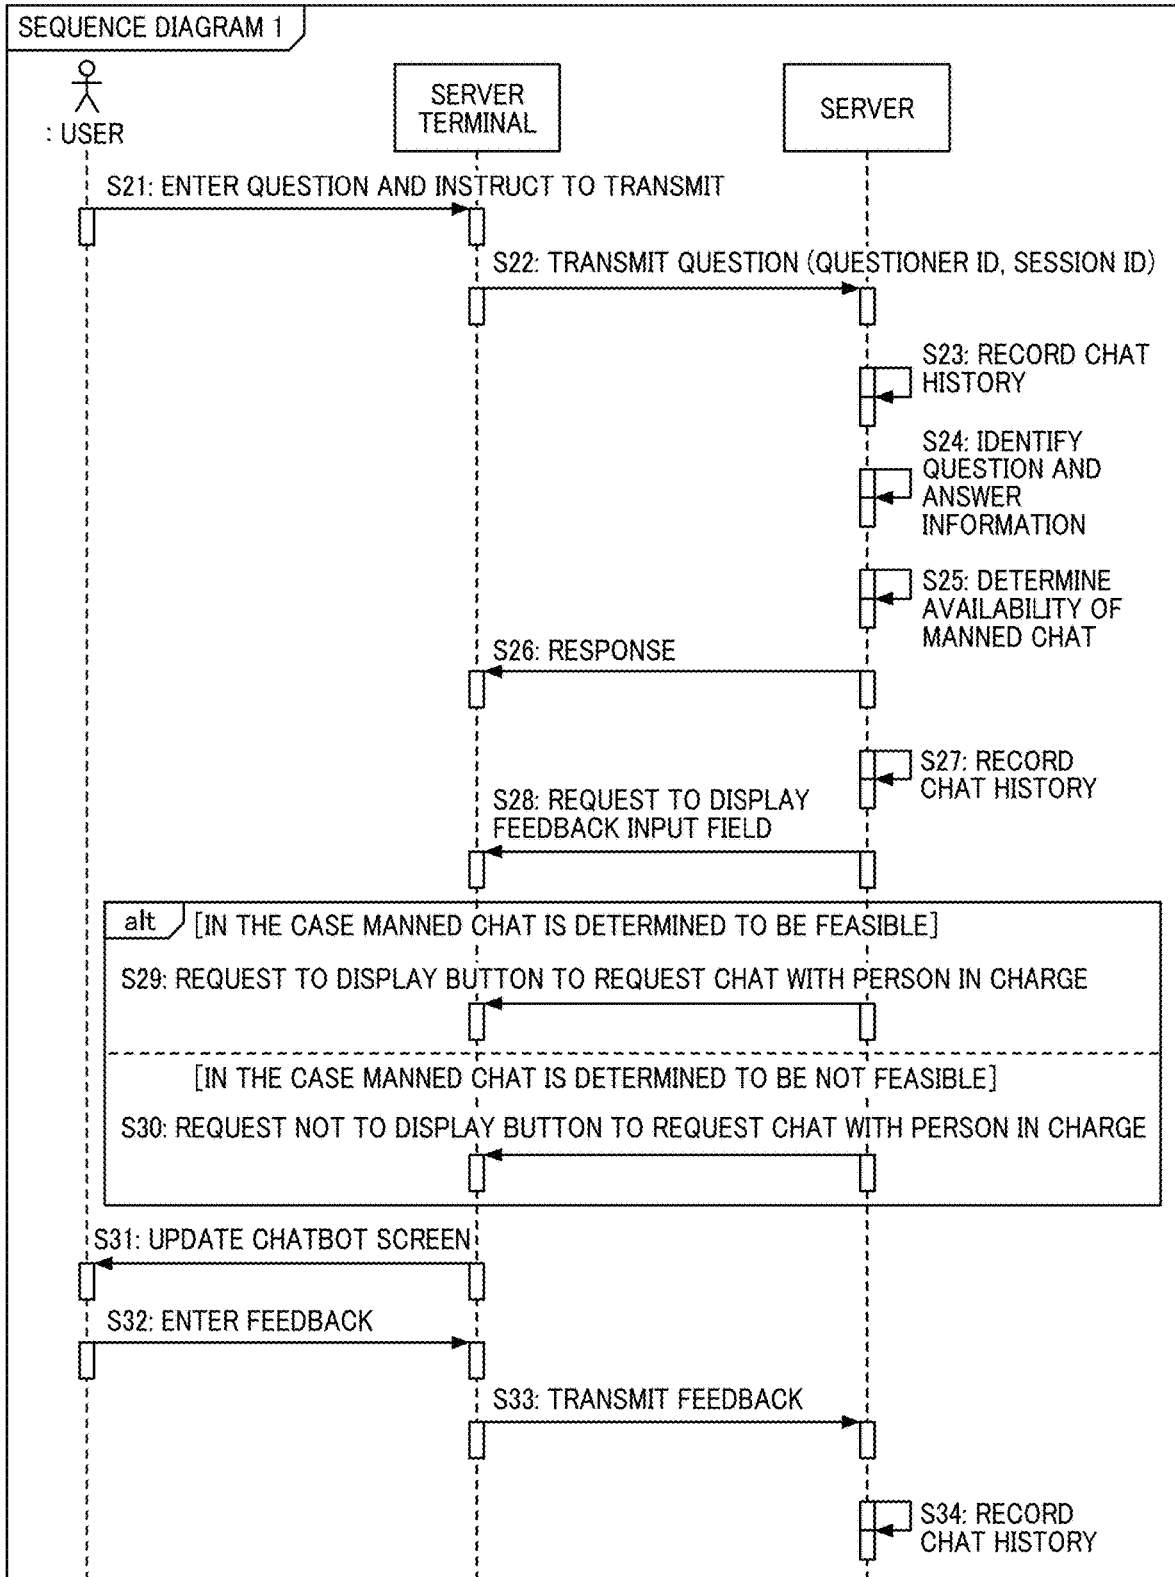 SEQUENCE DIAGRAM 1
: USER
SERVER
TERMINAL
SERVER
S21: ENTER QUESTION AND INSTRUCT TO TRANSMIT
S22: TRANSMIT QUESTION (QUESTIONER ID, SESSION ID)
S23: RECORD CHAT
HISTORY
S24: IDENTIFY
QUESTION AND
ANSWER
INFORMATION
S25: DETERMINE
AVAILABILITY OF
MANNED CHAT
S26: RESPONSE
S27: RECORD
CHAT HISTORY
S28: REQUEST TO DISPLAY
FEEDBACK INPUT FIELD
alt
[IN THE CASE MANNED CHAT IS DETERMINED TO BE FEASIBLE]
S29: REQUEST TO DISPLAY BUTTON TO REQUEST CHAT WITH PERSON IN CHARGE
[IN THE CASE MANNED CHAT IS DETERMINED TO BE NOT FEASIBLE]
S30: REQUEST NOT TO DISPLAY BUTTON TO REQUEST CHAT WITH PERSON IN CHARGE
S31: UPDATE CHATBOT SCREEN
S32: ENTER FEEDBACK
S33: TRANSMIT FEEDBACK
S34: RECORD
CHAT HISTORY